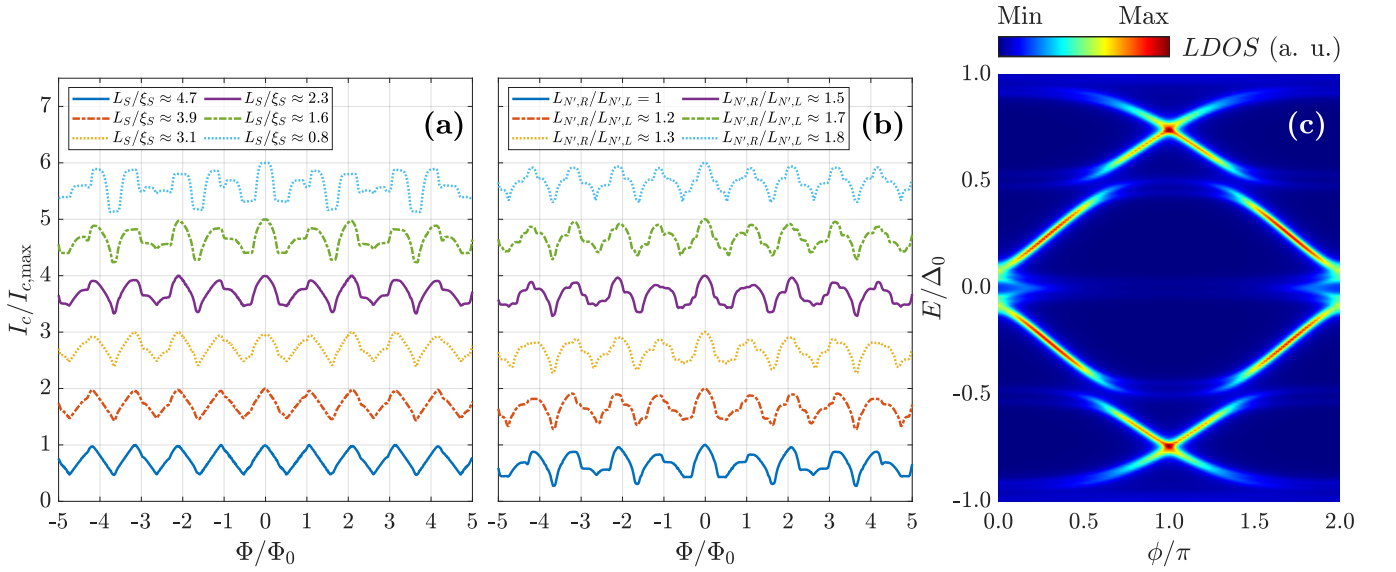 Min Max
LDOS (a. u.)
L_S/ξ_S ≈ 4.7 L_S/ξ_S ≈ 2.3
L_S/ξ_S ≈ 3.9 L_S/ξ_S ≈ 1.6
L_S/ξ_S ≈ 3.1 L_S/ξ_S ≈ 0.8
(a)
7
6
5
4
3
2
1
0
I_c/I_{c,max}
-5 -4 -3 -2 -1 0 1 2 3 4 5
Φ/Φ_0
L_{N',R}/L_{N',L} = 1 L_{N',R}/L_{N',L} ≈ 1.5
L_{N',R}/L_{N',L} ≈ 1.2 L_{N',R}/L_{N',L} ≈ 1.7
L_{N',R}/L_{N',L} ≈ 1.3 L_{N',R}/L_{N',L} ≈ 1.8
(b)
-5 -4 -3 -2 -1 0 1 2 3 4 5
Φ/Φ_0
(c)
1.0
0.5
0.0
-0.5
-1.0
E/Δ_0
0.0 0.5 1.0 1.5 2.0
ϕ/π